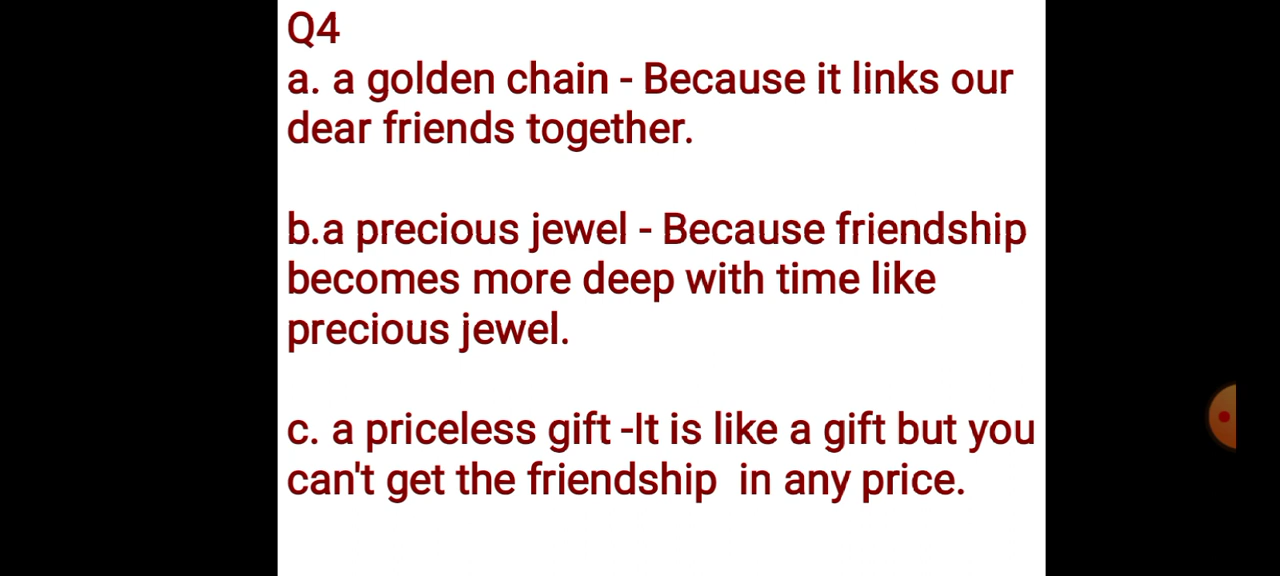 Q4
a. a golden chain - Because it links our
dear friends together.
b.a precious jewel - Because friendship
becomes more deep with time like
precious jewel.
c. a priceless gift -It is like a gift but you
can't get the friendship  in any price.